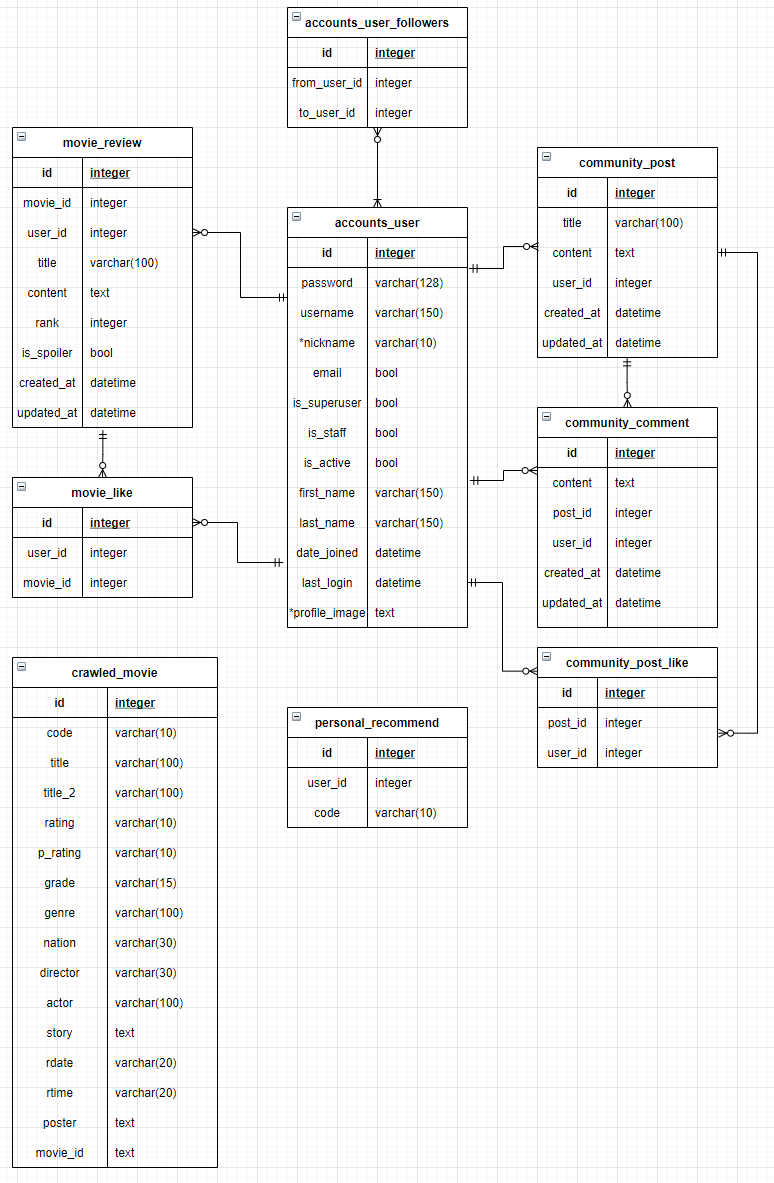 accounts_user_followers
id integer
from_user_id integer
to_user_id integer
movie_review
id integer
movie_id integer
user_id integer
title varchar(100)
content text
rank integer
is_spoiler bool
created_at datetime
updated_at datetime
accounts_user
id integer
password varchar(128)
username varchar(150)
*nickname varchar(10)
email bool
is_superuser bool
is_staff bool
is_active bool
first_name varchar(150)
last_name varchar(150)
date_joined datetime
last_login datetime
*profile_image text
community_post
id integer
title varchar(100)
content text
user_id integer
created_at datetime
updated_at datetime
community_comment
id integer
content text
post_id integer
user_id integer
created_at datetime
updated_at datetime
movie_like
id integer
user_id integer
movie_id integer
community_post_like
id integer
post_id integer
user_id integer
crawled_movie
id integer
code varchar(10)
title varchar(100)
title_2 varchar(100)
rating varchar(10)
p_rating varchar(10)
grade varchar(15)
genre varchar(100)
nation varchar(30)
director varchar(30)
actor varchar(100)
story text
rdate varchar(20)
rtime varchar(20)
poster text
movie_id text
personal_recommend
id integer
user_id integer
code varchar(10)